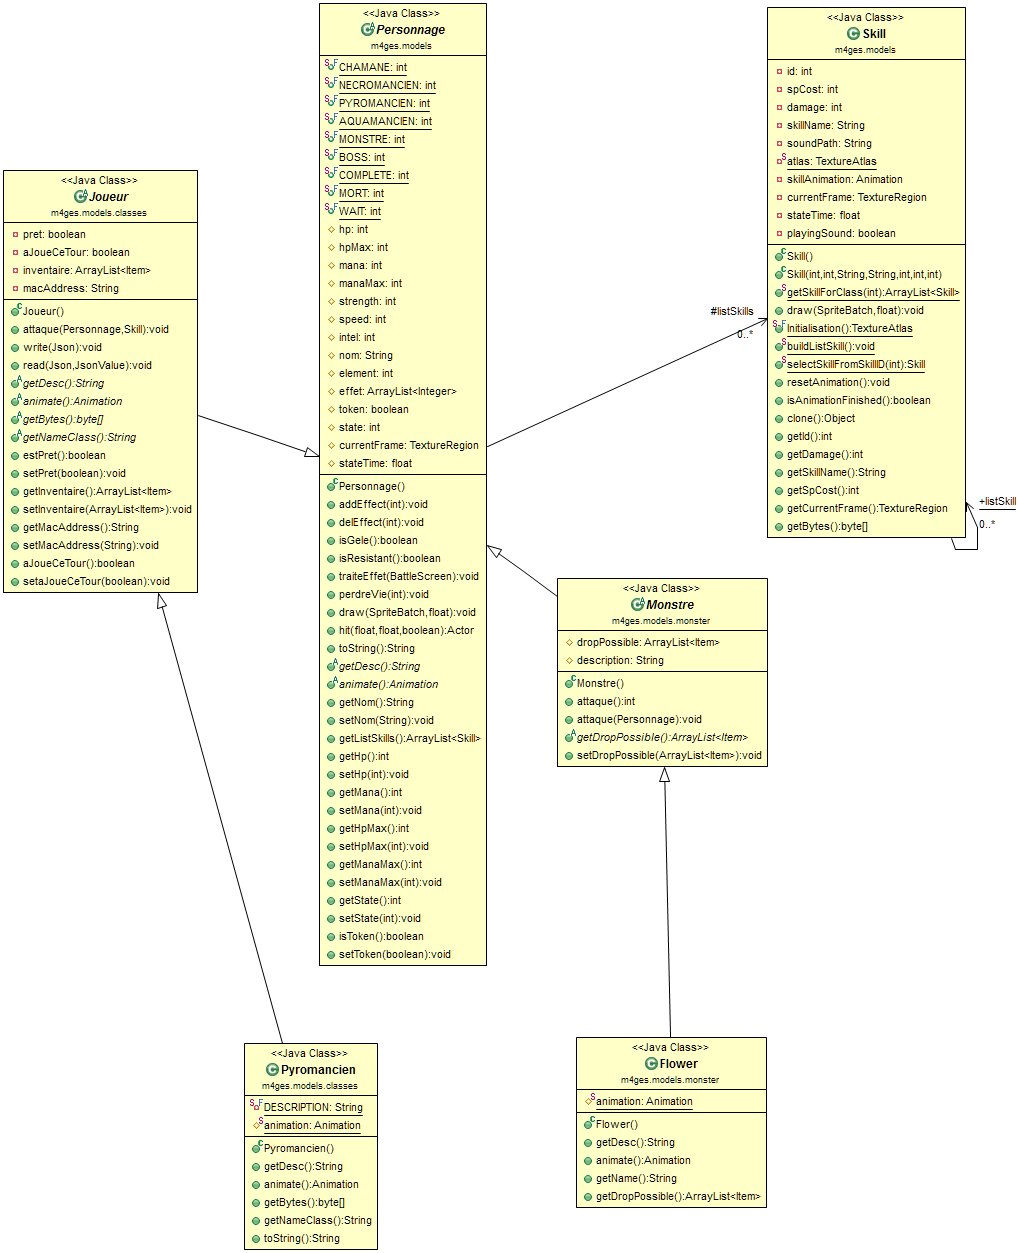 <<Java Class>>
Personnage
m4ges.models
CHAMANE: int
NECROMANCIEN: int
PYROMANCIEN: int
AQUAMANCIEN: int
MONSTRE: int
BOSS: int
COMPLETE: int
MORT: int
WAIT: int
hp: int
hpMax: int
mana: int
manaMax: int
strength: int
speed: int
intel: int
nom: String
element: int
effet: ArrayList<Integer>
token: boolean
state: int
currentFrame: TextureRegion
stateTime: float
Personnage()
addEffect(int):void
delEffect(int):void
isGele():boolean
isResistant():boolean
traiteEffet(BattleScreen):void
perdreVie(int):void
draw(SpriteBatch,float):void
hit(float,float,boolean):Actor
toString():String
getDesc():String
animate():Animation
getNom():String
setNom(String):void
getListSkills():ArrayList<Skill>
getHp():int
setHp(int):void
getMana():int
setMana(int):void
getHpMax():int
setHpMax(int):void
getManaMax():int
setManaMax(int):void
getState():int
setState(int):void
isToken():boolean
setToken(boolean):void
<<Java Class>>
Skill
m4ges.models
id: int
spCost: int
damage: int
skillName: String
soundPath: String
atlas: TextureAtlas
skillAnimation: Animation
currentFrame: TextureRegion
stateTime: float
playingSound: boolean
Skill()
Skill(int,int,String,String,int,int,int)
getSkillForClass(int):ArrayList<Skill>
draw(SpriteBatch,float):void
Initialisation():TextureAtlas
buildListSkill():void
selectSkillFromSkillID(int):Skill
resetAnimation():void
isAnimationFinished():boolean
clone():Object
getId():int
getDamage():int
getSkillName():String
getSpCost():int
getCurrentFrame():TextureRegion
getBytes():byte[]
#listSkills
0..*
+listSkill
0..*
<<Java Class>>
Joueur
m4ges.models.classes
pret: boolean
aJoueCeTour: boolean
inventaire: ArrayList<Item>
macAddress: String
Joueur()
attaque(Personnage,Skill):void
write(Json):void
read(Json,JsonValue):void
getDesc():String
animate():Animation
getBytes():byte[]
getNameClass():String
estPret():boolean
setPret(boolean):void
getInventaire():ArrayList<Item>
setInventaire(ArrayList<Item>):void
getMacAddress():String
setMacAddress(String):void
aJoueCeTour():boolean
setaJoueCeTour(boolean):void
<<Java Class>>
Monstre
m4ges.models.monster
dropPossible: ArrayList<Item>
description: String
Monstre()
attaque():int
attaque(Personnage):void
getDropPossible():ArrayList<Item>
setDropPossible(ArrayList<Item>):void
<<Java Class>>
Pyromancien
m4ges.models.classes
DESCRIPTION: String
animation: Animation
Pyromancien()
getDesc():String
animate():Animation
getBytes():byte[]
getNameClass():String
toString():String
<<Java Class>>
Flower
m4ges.models.monster
animation: Animation
Flower()
getDesc():String
animate():Animation
getName():String
getDropPossible():ArrayList<Item>